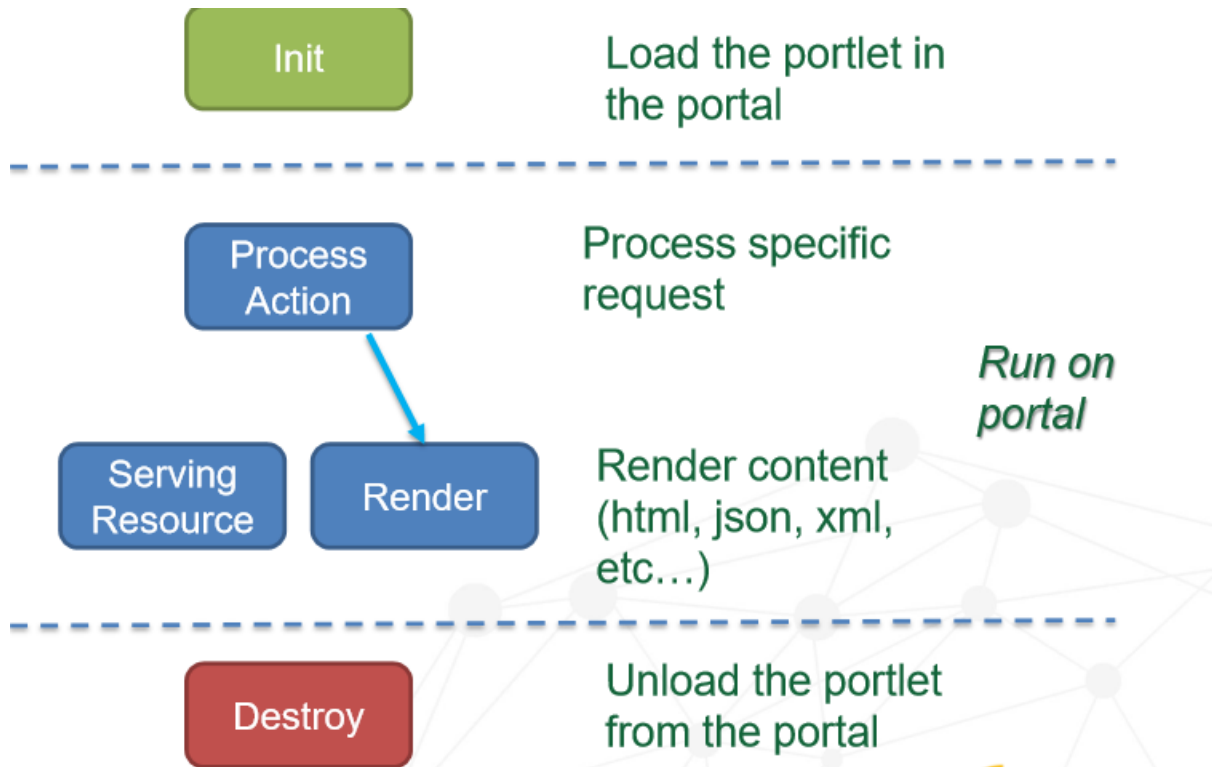 Init
Load the portlet in
the portal
Process
Action
Process specific
request
Run on
portal
Serving
Resource
Render
Render content
(html, json, xml,
etc…)
Destroy
Unload the portlet
from the portal